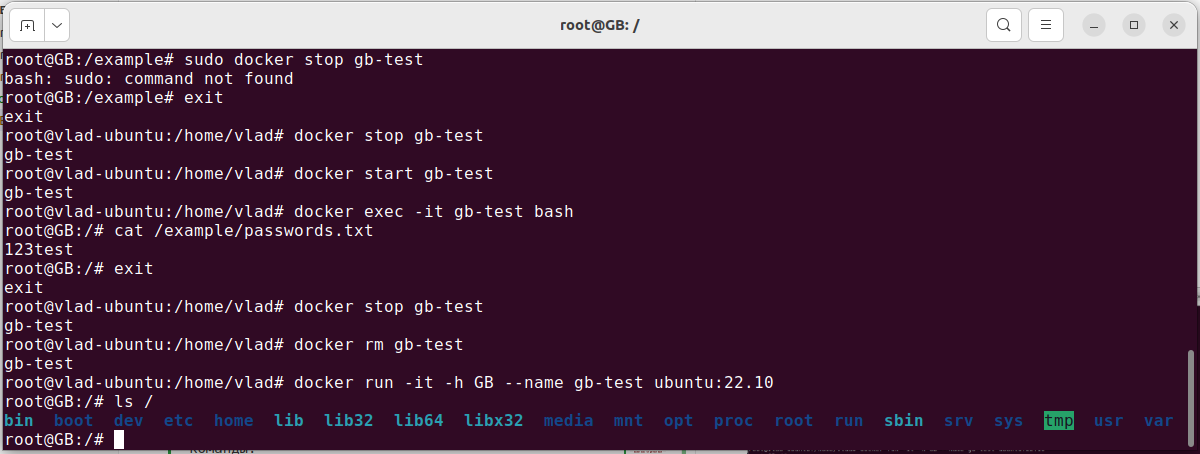 root@GB: /
root@GB:/example# sudo docker stop gb-test
bash: sudo: command not found
root@GB:/example# exit
exit
root@vlad-ubuntu:/home/vlad# docker stop gb-test
gb-test
root@vlad-ubuntu:/home/vlad# docker start gb-test
gb-test
root@vlad-ubuntu:/home/vlad# docker exec -it gb-test bash
root@GB:/# cat /example/passwords.txt
123test
root@GB:/# exit
exit
root@vlad-ubuntu:/home/vlad# docker stop gb-test
gb-test
root@vlad-ubuntu:/home/vlad# docker rm gb-test
gb-test
root@vlad-ubuntu:/home/vlad# docker run -it -h GB --name gb-test ubuntu:22.10
root@GB:/# ls /
bin boot dev etc home lib lib32 lib64 libx32 media mnt opt proc root run sbin srv sys tmp usr var
root@GB:/#